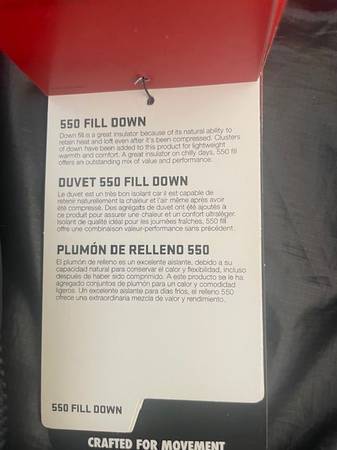 550 FILL DOWN
Down fill is a great insulator because of its natural ability to
retain heat and loft even after it's been compressed. Clusters
of down have been added to this product for lightweight
warmth and comfort. A great insulator on chilly days, 550 fill
offers an outstanding mix of value and performance.
DUVET 550 FILL DOWN
Le duvet est un très bon isolant car il est capable de
retenir naturellement la chaleur et l'air même après avoir
été compressé. Des agrégats de duvet ont été ajoutés à
ce produit pour assurer une chaleur et un confort ultraléger.
Isolant de qualité idéal pour les journées fraîches, 550 fill
offre une combinaison valeur-performance sans précédent.
PLUMÓN DE RELLENO 550
El plumón de relleno es un excelente aislante, debido a su
capacidad natural para conservar el calor y flexibilidad, incluso
después de haber sido comprimido. A este producto se le ha
agregado conjuntos de plumón para un calor y comodidad
ligeros. Un excelente aislante para días fríos, el relleno 550
ofrece una extraordinaria mezcla de valor y rendimiento.
550 FILL DOWN
CRAFTED FOR MOVEMENT